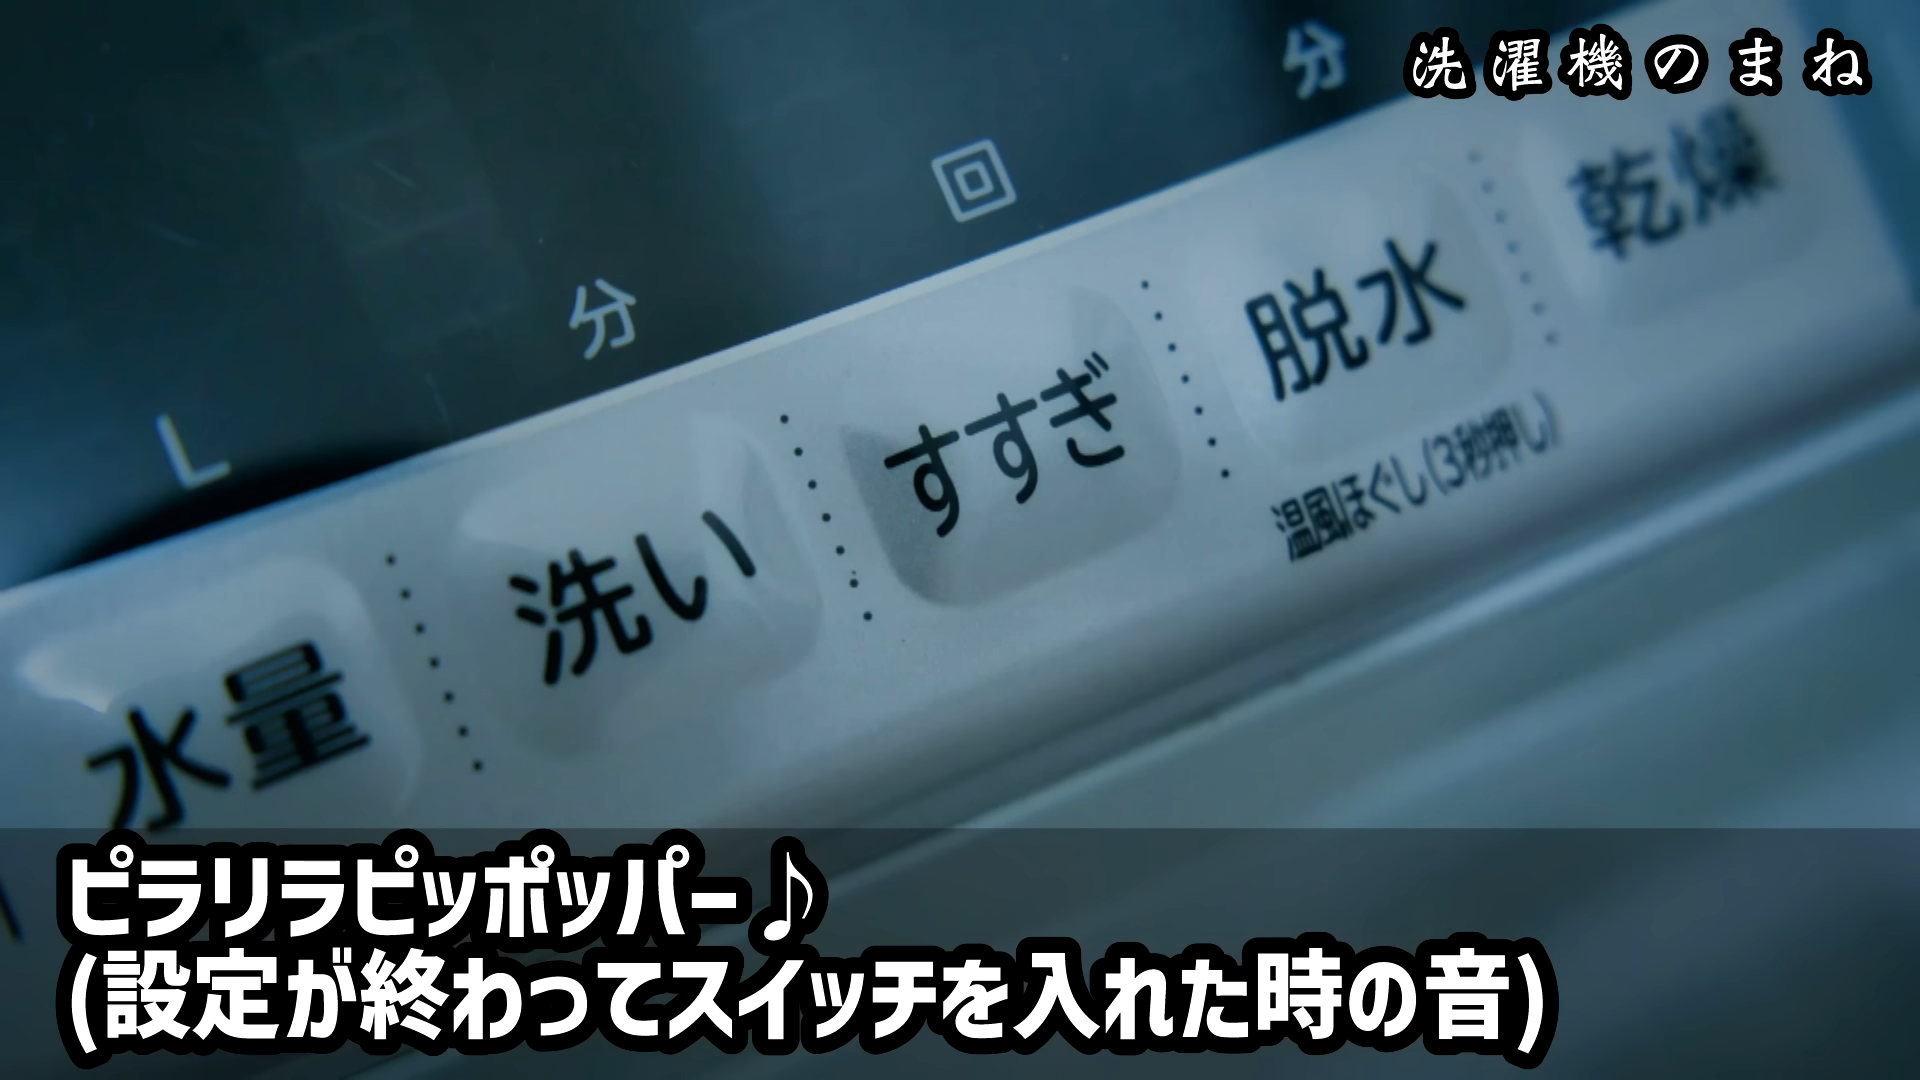 洗濯機のまね
分
回
分
L
乾燥
脱水
温風ほぐし(3秒押し)
すすぎ
洗い
水量
ピラリラピッポッパー♪
(設定が終わってスイッチを入れた時の音)